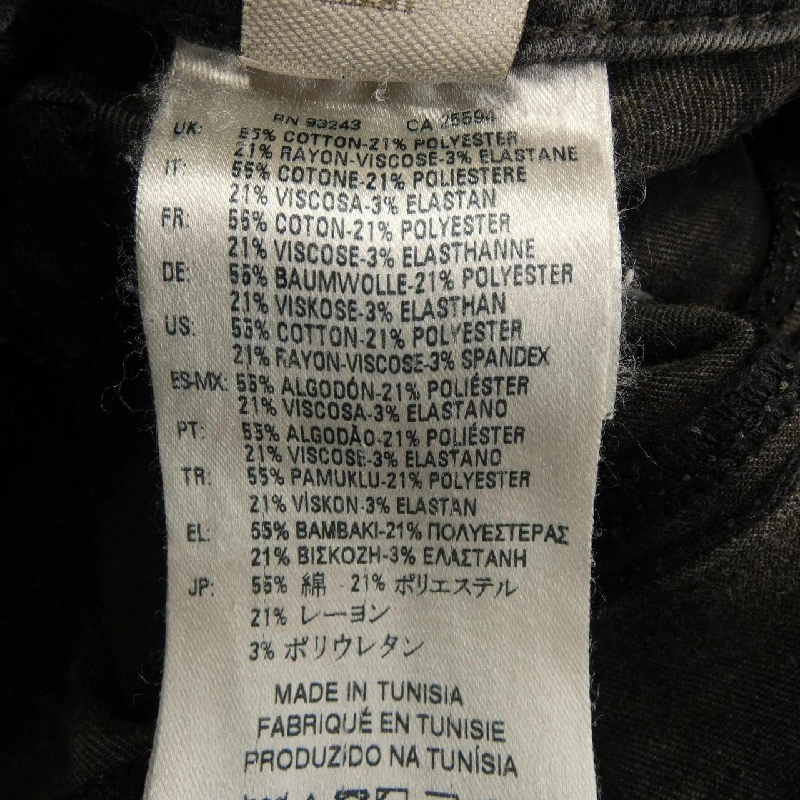 RN 93243 CA 25594
UK: 55% COTTON-21% POLYESTER
21% RAYON-VISCOSE-3% ELASTANE
IT: 55% COTONE-21% POLIESTERE
21% VISCOSA-3% ELASTAN
FR: 55% COTON-21% POLYESTER
21% VISCOSE-3% ELASTHANNE
DE: 55% BAUMWOLLE-21% POLYESTER
21% VISKOSE-3% ELASTHAN
US: 55% COTTON-21% POLYESTER
21% RAYON-VISCOSE-3% SPANDEX
ES-MX: 55% ALGODÓN-21% POLIÉSTER
21% VISCOSA-3% ELASTANO
PT: 55% ALGODÃO-21% POLIÉSTER
21% VISCOSE-3% ELASTANO
TR: 55% PAMUKLU-21% POLYESTER
21% VİSKON-3% ELASTAN
EL: 55% BAMBAKI-21% ΠΟΛΥΕΣΤΕΡΑΣ
21% ΒΙΣΚΟΖΗ-3% ΕΛΑΣΤΑΝΗ
JP: 55% 綿 - 21% ポリエステル
21% レーヨン
3% ポリウレタン
MADE IN TUNISIA
FABRIQUÉ EN TUNISIE
PRODUZIDO NA TUNÍSIA